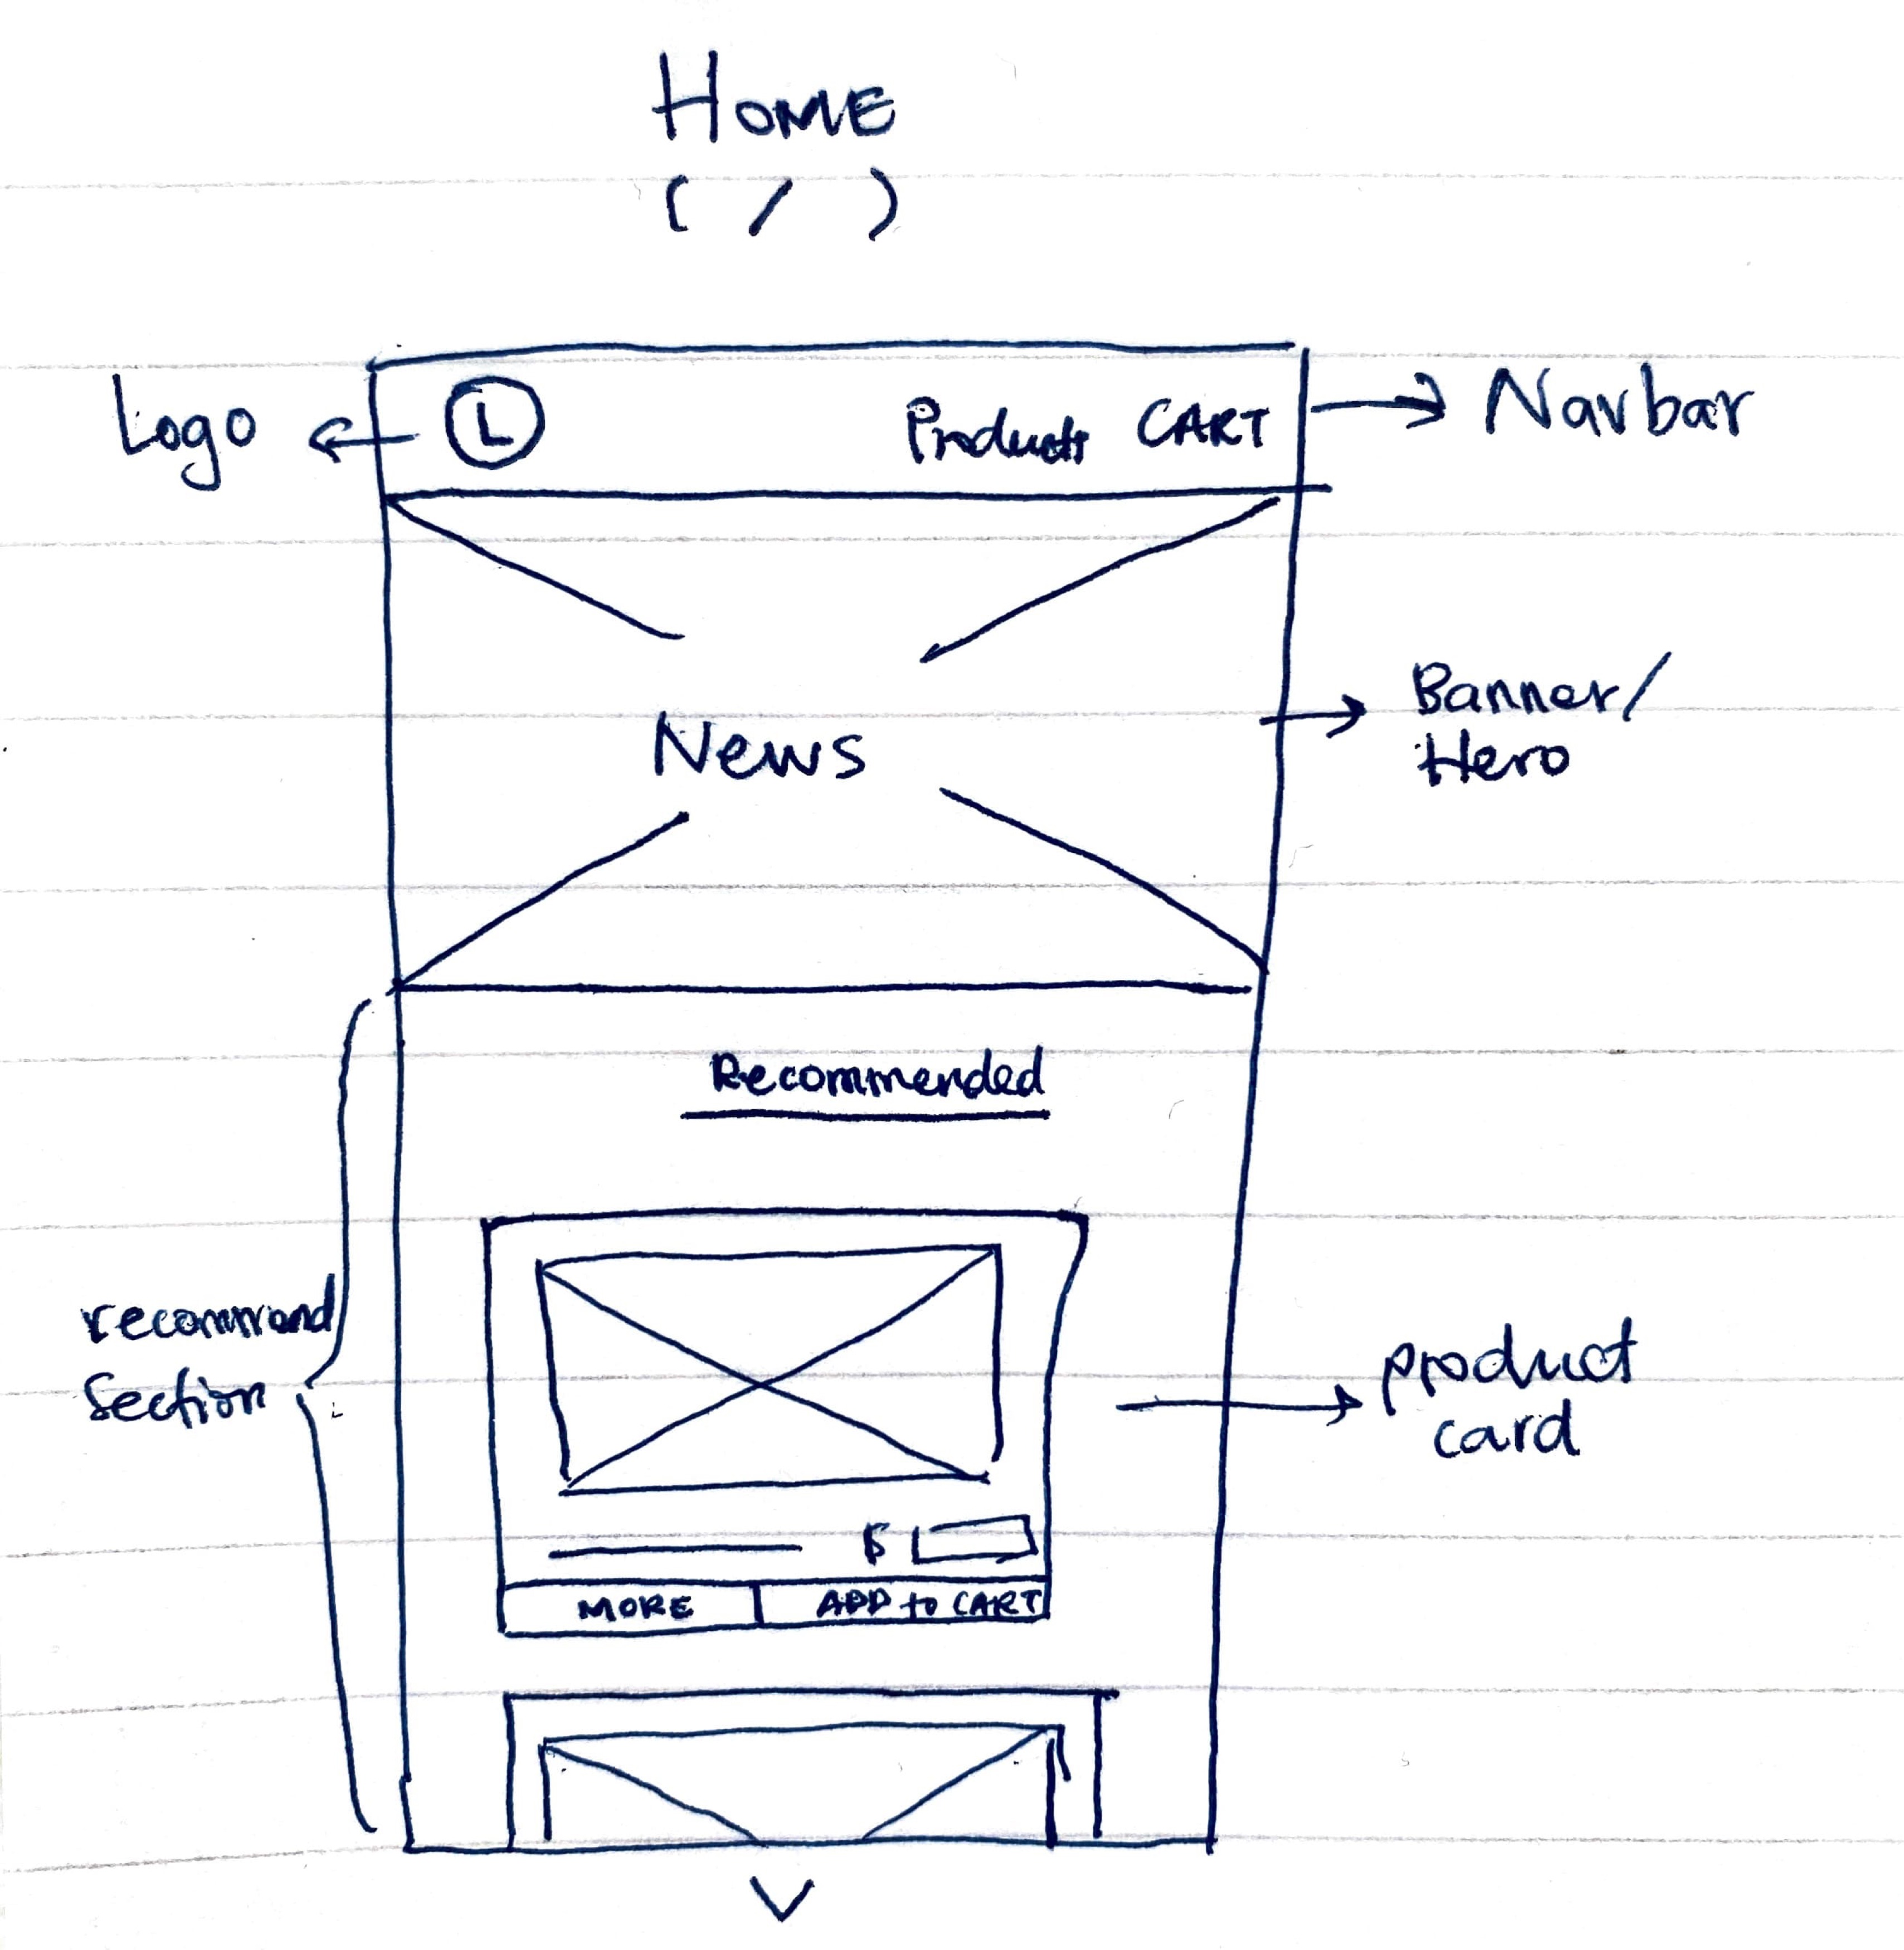 HOME
( / )
Logo
L
Products CART
Navbar
News
Banner/
Hero
Recommended
recommend
Section
product
card
$
MORE
ADD to CART